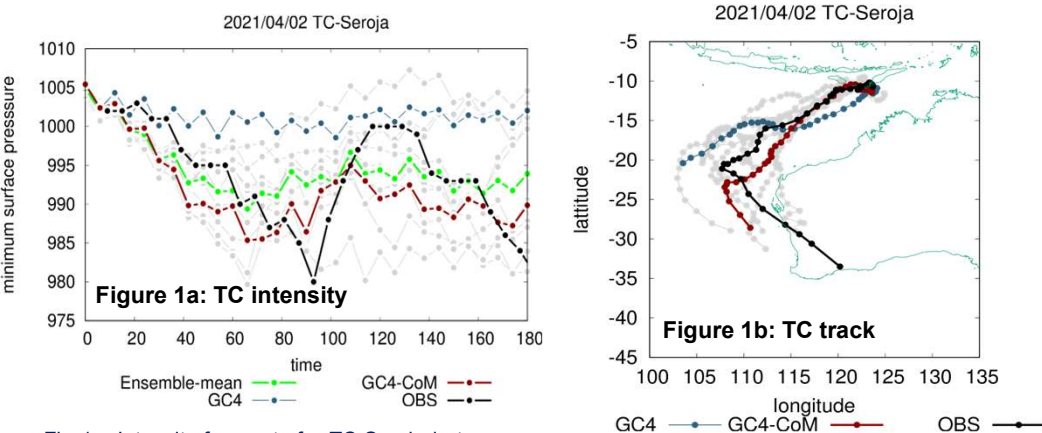 2021/04/02 TC-Seroja
minimum surface presssure
1010
1005
1000
995
990
985
980
975
Figure 1a: TC intensity
0 20 40 60 80 100 120 140 160 180
time
Ensemble-mean GC4-CoM
GC4 OBS
2021/04/02 TC-Seroja
lattitude
-5
-10
-15
-20
-25
-30
-35
-40
-45
Figure 1b: TC track
100 105 110 115 120 125 130 135
longitude
GC4 GC4-CoM OBS